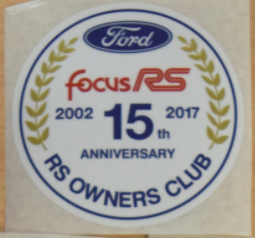 Ford
focus RS
2002 15th 2017
ANNIVERSARY
RS OWNERS CLUB